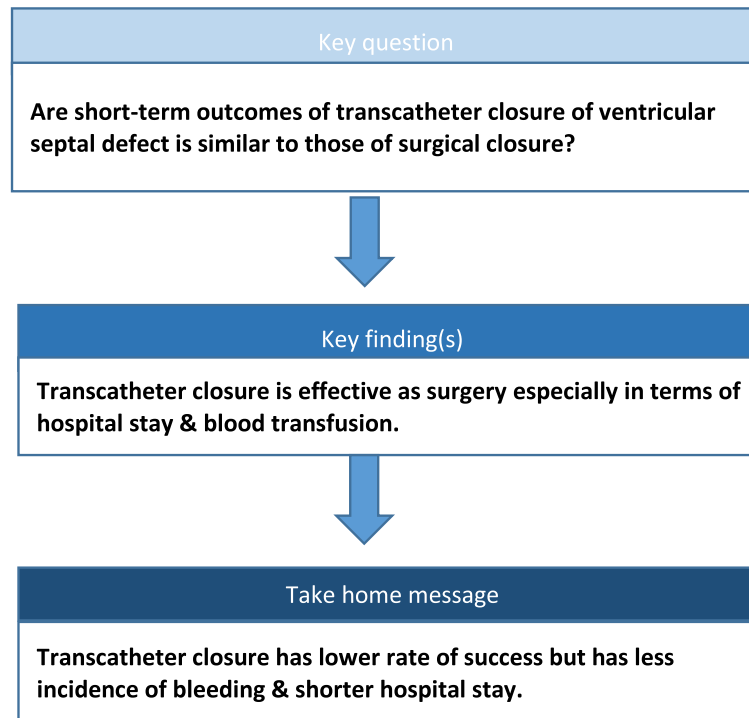 Key question
Are short-term outcomes of transcatheter closure of ventricular
septal defect is similar to those of surgical closure?
Key finding(s)
Transcatheter closure is effective as surgery especially in terms of
hospital stay & blood transfusion.
Take home message
Transcatheter closure has lower rate of success but has less
incidence of bleeding & shorter hospital stay.